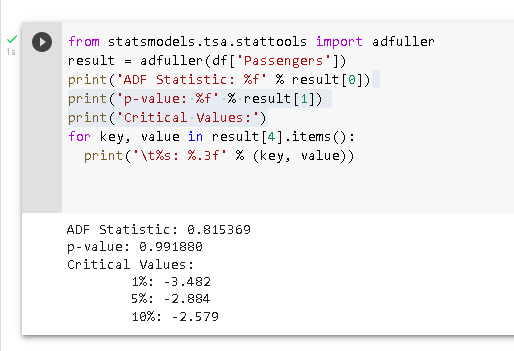 1s
from statsmodels.tsa.stattools import adfuller
result = adfuller(df['Passengers'])
print('ADF Statistic: %f' % result[0])
print('p-value: %f' % result[1])
print('Critical Values:')
for key, value in result[4].items():
  print('\t%s: %.3f' % (key, value))
ADF Statistic: 0.815369
p-value: 0.991880
Critical Values:
        1%: -3.482
        5%: -2.884
        10%: -2.579